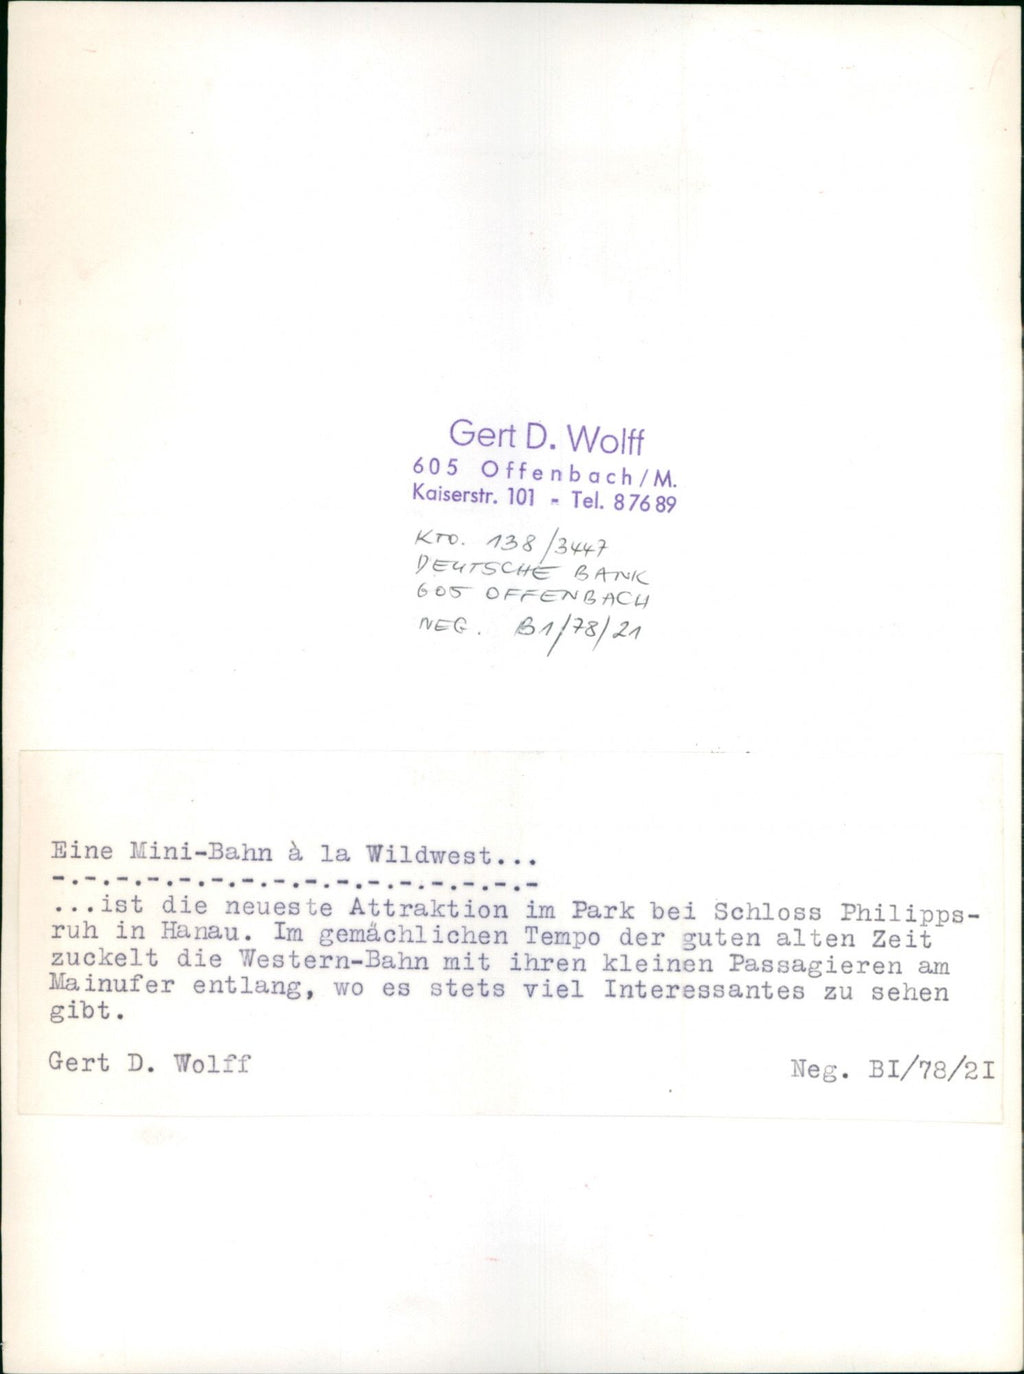 Gert D. Wolff
605 Offenbach/M.
Kaiserstr. 101 - Tel. 87689
KTO. 138/3447
DEUTSCHE BANK
605 OFFENBACH
NEG. B1/78/21
Eine Mini-Bahn à la Wildwest...
-.-.-.-.-.-.-.-.-.-.-.-.-.-.-.-
...ist die neueste Attraktion im Park bei Schloss Philipps-
ruh in Hanau. Im gemächlichen Tempo der guten alten Zeit
zuckelt die Western-Bahn mit ihren kleinen Passagieren am
Mainufer entlang, wo es stets viel Interessantes zu sehen
gibt.
Gert D. Wolff Neg. BI/78/2I